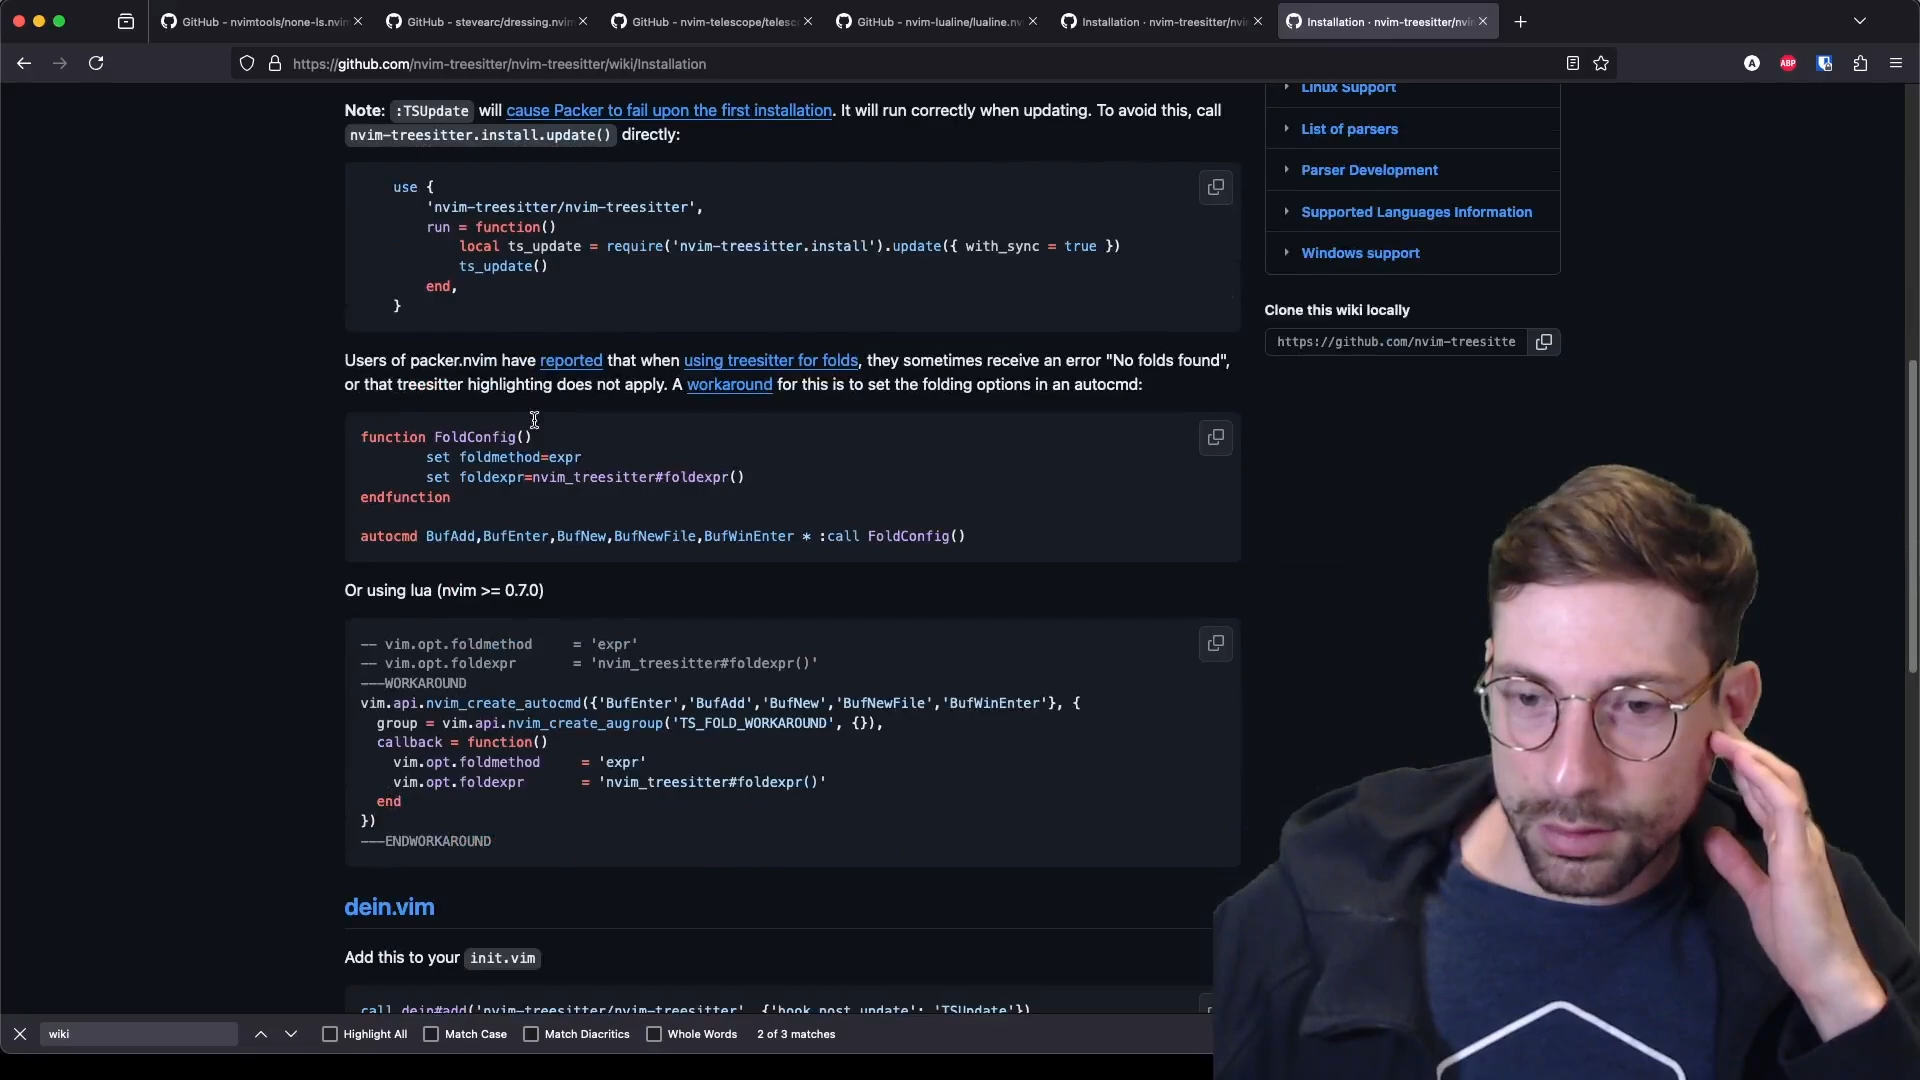 GitHub - nvimtools/none-ls.nvim
GitHub - stevearc/dressing.nvim
GitHub - nvim-telescope/telesc
GitHub - nvim-lualine/lualine.nv
Installation · nvim-treesitter/nvi
Installation · nvim-treesitter/nvi
https://github.com/nvim-treesitter/nvim-treesitter/wiki/Installation
A
ABP
Note: :TSUpdate will cause Packer to fail upon the first installation. It will run correctly when updating. To avoid this, call
nvim-treesitter.install.update() directly:
use {
'nvim-treesitter/nvim-treesitter',
run = function()
local ts_update = require('nvim-treesitter.install').update({ with_sync = true })
ts_update()
end,
}
Users of packer.nvim have reported that when using treesitter for folds, they sometimes receive an error "No folds found",
or that treesitter highlighting does not apply. A workaround for this is to set the folding options in an autocmd:
function FoldConfig()
set foldmethod=expr
set foldexpr=nvim_treesitter#foldexpr()
endfunction
autocmd BufAdd,BufEnter,BufNew,BufNewFile,BufWinEnter * :call FoldConfig()
Or using lua (nvim >= 0.7.0)
-- vim.opt.foldmethod     = 'expr'
-- vim.opt.foldexpr       = 'nvim_treesitter#foldexpr()'
---WORKAROUND
vim.api.nvim_create_autocmd({'BufEnter','BufAdd','BufNew','BufNewFile','BufWinEnter'}, {
group = vim.api.nvim_create_augroup('TS_FOLD_WORKAROUND', {}),
callback = function()
vim.opt.foldmethod     = 'expr'
vim.opt.foldexpr       = 'nvim_treesitter#foldexpr()'
end
})
---ENDWORKAROUND
dein.vim
Add this to your init.vim
call dein#add('nvim-treesitter/nvim-treesitter', {'hook_post_update': 'TSUpdate'})
Linux Support
List of parsers
Parser Development
Supported Languages Information
Windows support
Clone this wiki locally
https://github.com/nvim-treesitte
wiki
Highlight All
Match Case
Match Diacritics
Whole Words
2 of 3 matches